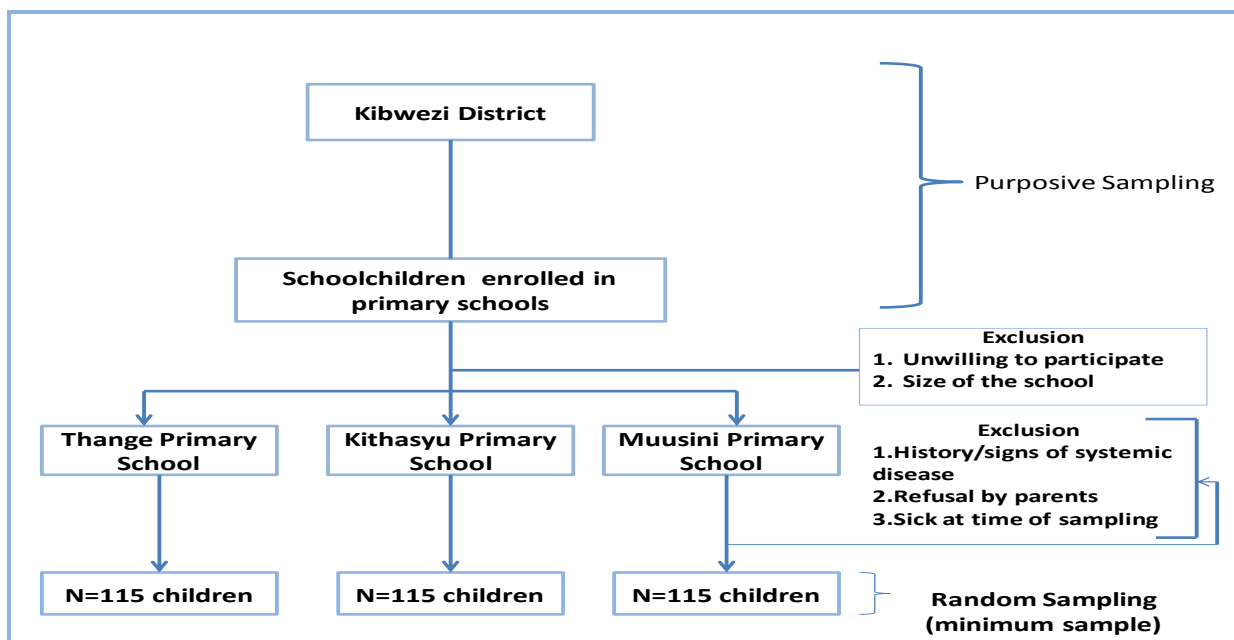 Kibwezi District
Purposive Sampling
Schoolchildren enrolled in
primary schools
Exclusion
1. Unwilling to participate
2. Size of the school
Thange Primary
School
Kithasyu Primary
School
Muusini Primary
School
Exclusion
1.History/signs of systemic
disease
2.Refusal by parents
3.Sick at time of sampling
N=115 children
N=115 children
N=115 children
Random Sampling
(minimum sample)